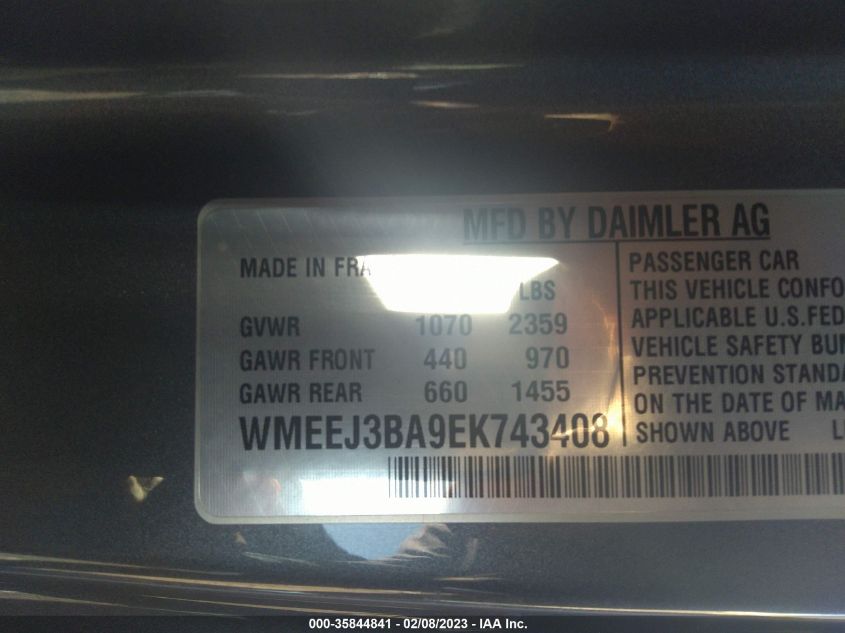 MFD BY DAIMLER AG
MADE IN FRA
LBS
GVWR 1070 2359
GAWR FRONT 440 970
GAWR REAR 660 1455
WMEEJ3BA9EK743408
PASSENGER CAR
THIS VEHICLE CONFO
APPLICABLE U.S.FED
VEHICLE SAFETY BUM
PREVENTION STANDA
ON THE DATE OF MA
SHOWN ABOVE
000-35844841 - 02/08/2023 - IAA Inc.